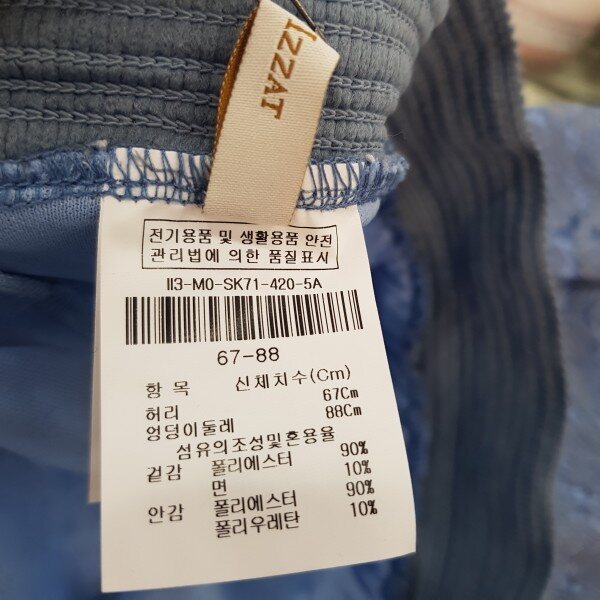 IZZAT
전기용품 및 생활용품 안전
관리법에 의한 품질표시
II3-MO-SK71-420-5A
67-88
항 목 신체치수(Cm)
허리 67Cm
엉덩이둘레 88Cm
섬유의조성및혼용율
겉감 폴리에스터 90%
면 10%
안감 폴리에스터 90%
폴리우레탄 10%